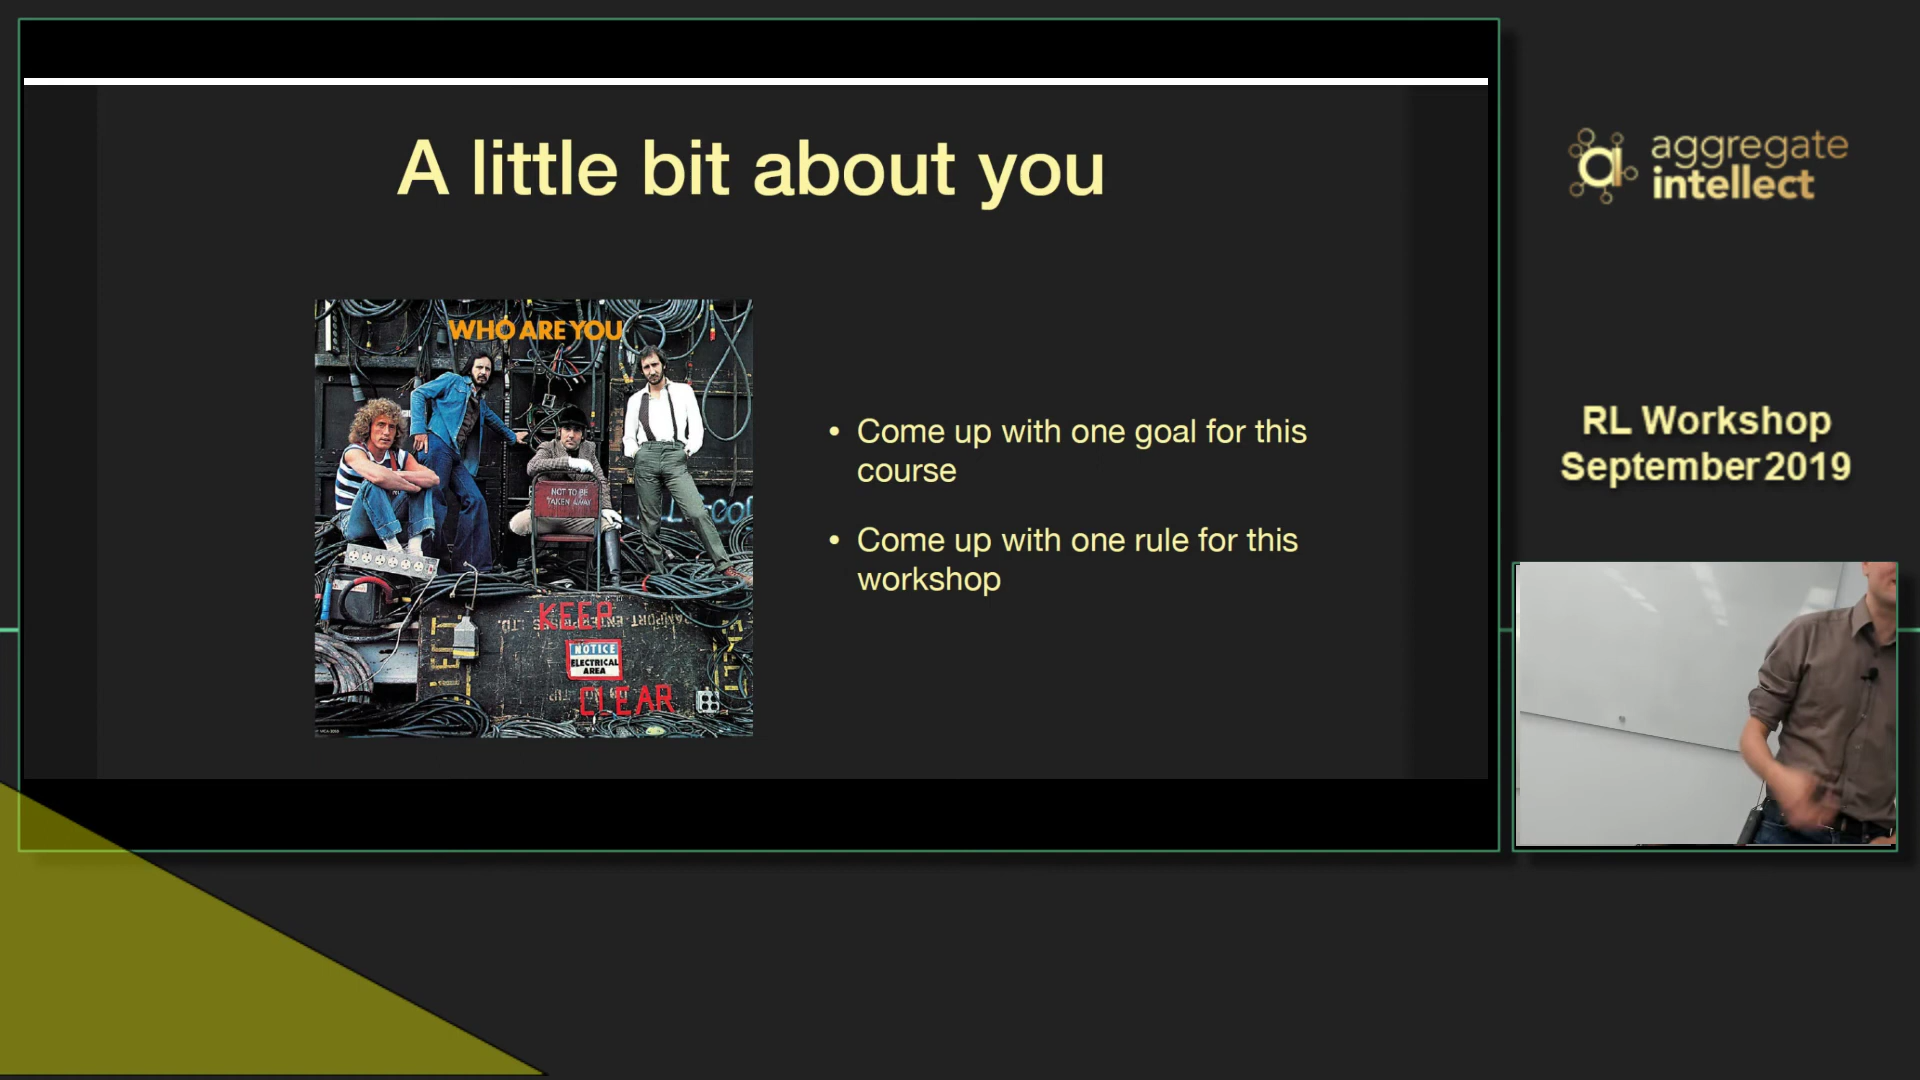 A little bit about you
WHO ARE YOU
NOT TO BE
TAKEN AWAY
KEEP
NOTICE
ELECTRICAL
AREA
CLEAR
• Come up with one goal for this
course
• Come up with one rule for this
workshop
aggregate
intellect
RL Workshop
September 2019